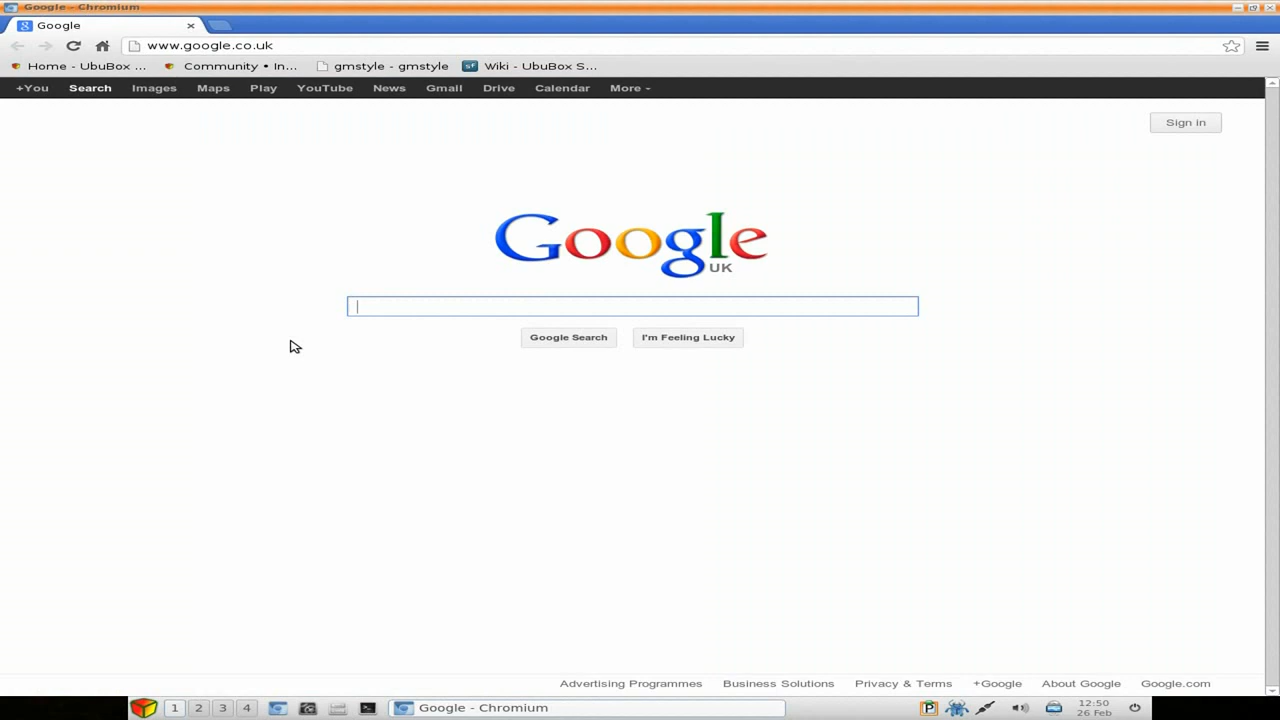 Google - Chromium
Google
www.google.co.uk
Home - UbuBox ... Community • In... gmstyle - gmstyle Wiki - UbuBox S...
+You Search Images Maps Play YouTube News Gmail Drive Calendar More
Sign in
Google
UK
Google Search I'm Feeling Lucky
Advertising Programmes Business Solutions Privacy & Terms +Google About Google Google.com
1 2 3 4 Google - Chromium P 12:50
26 Feb